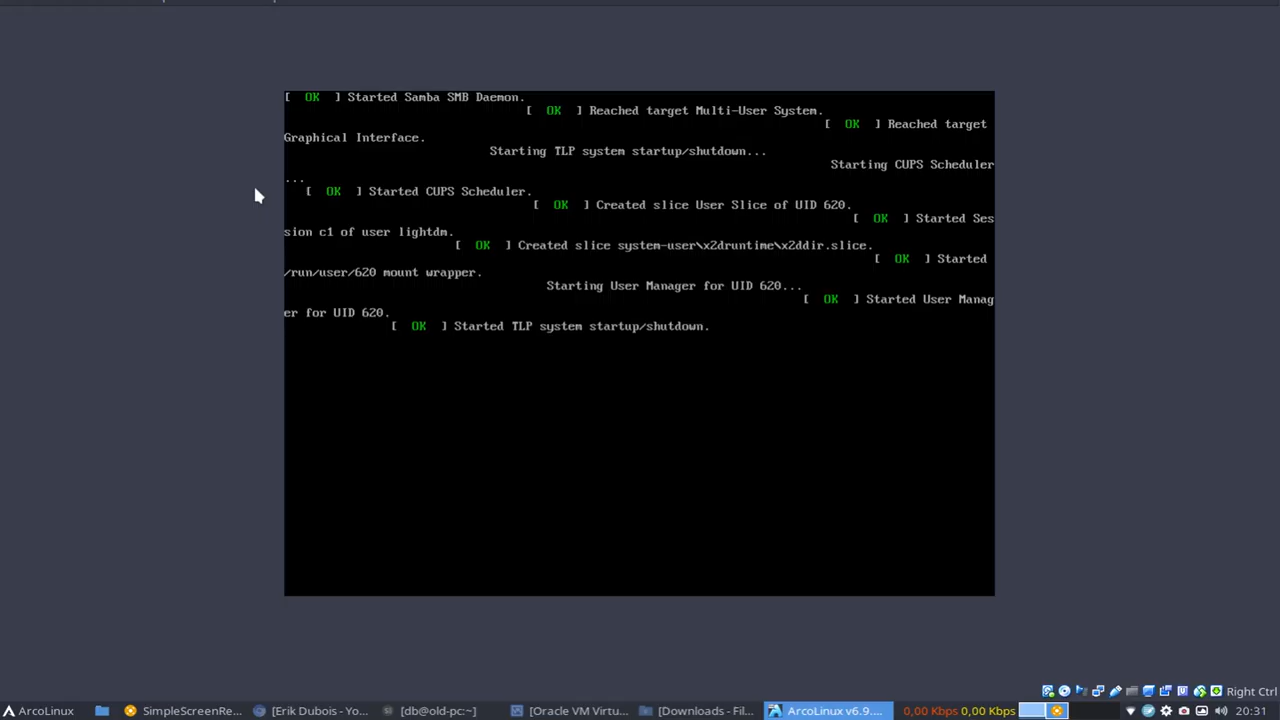 [  OK  ] Started Samba SMB Daemon.
[  OK  ] Reached target Multi-User System.
[  OK  ] Reached target
Graphical Interface.
Starting TLP system startup/shutdown...
Starting CUPS Scheduler
...
[  OK  ] Started CUPS Scheduler.
[  OK  ] Created slice User Slice of UID 620.
[  OK  ] Started Ses
sion c1 of user lightdm.
[  OK  ] Created slice system-user\x2druntime\x2ddir.slice.
[  OK  ] Started
/run/user/620 mount wrapper.
Starting User Manager for UID 620...
[  OK  ] Started User Manag
er for UID 620.
[  OK  ] Started TLP system startup/shutdown.
Right Ctrl
ArcoLinux
SimpleScreenRe...
[Erik Dubois - Yo...
[db@old-pc:~]
[Oracle VM Virtu...
[Downloads - Fil...
ArcoLinux v6.9....
0,00 Kbps 0,00 Kbps
20:31